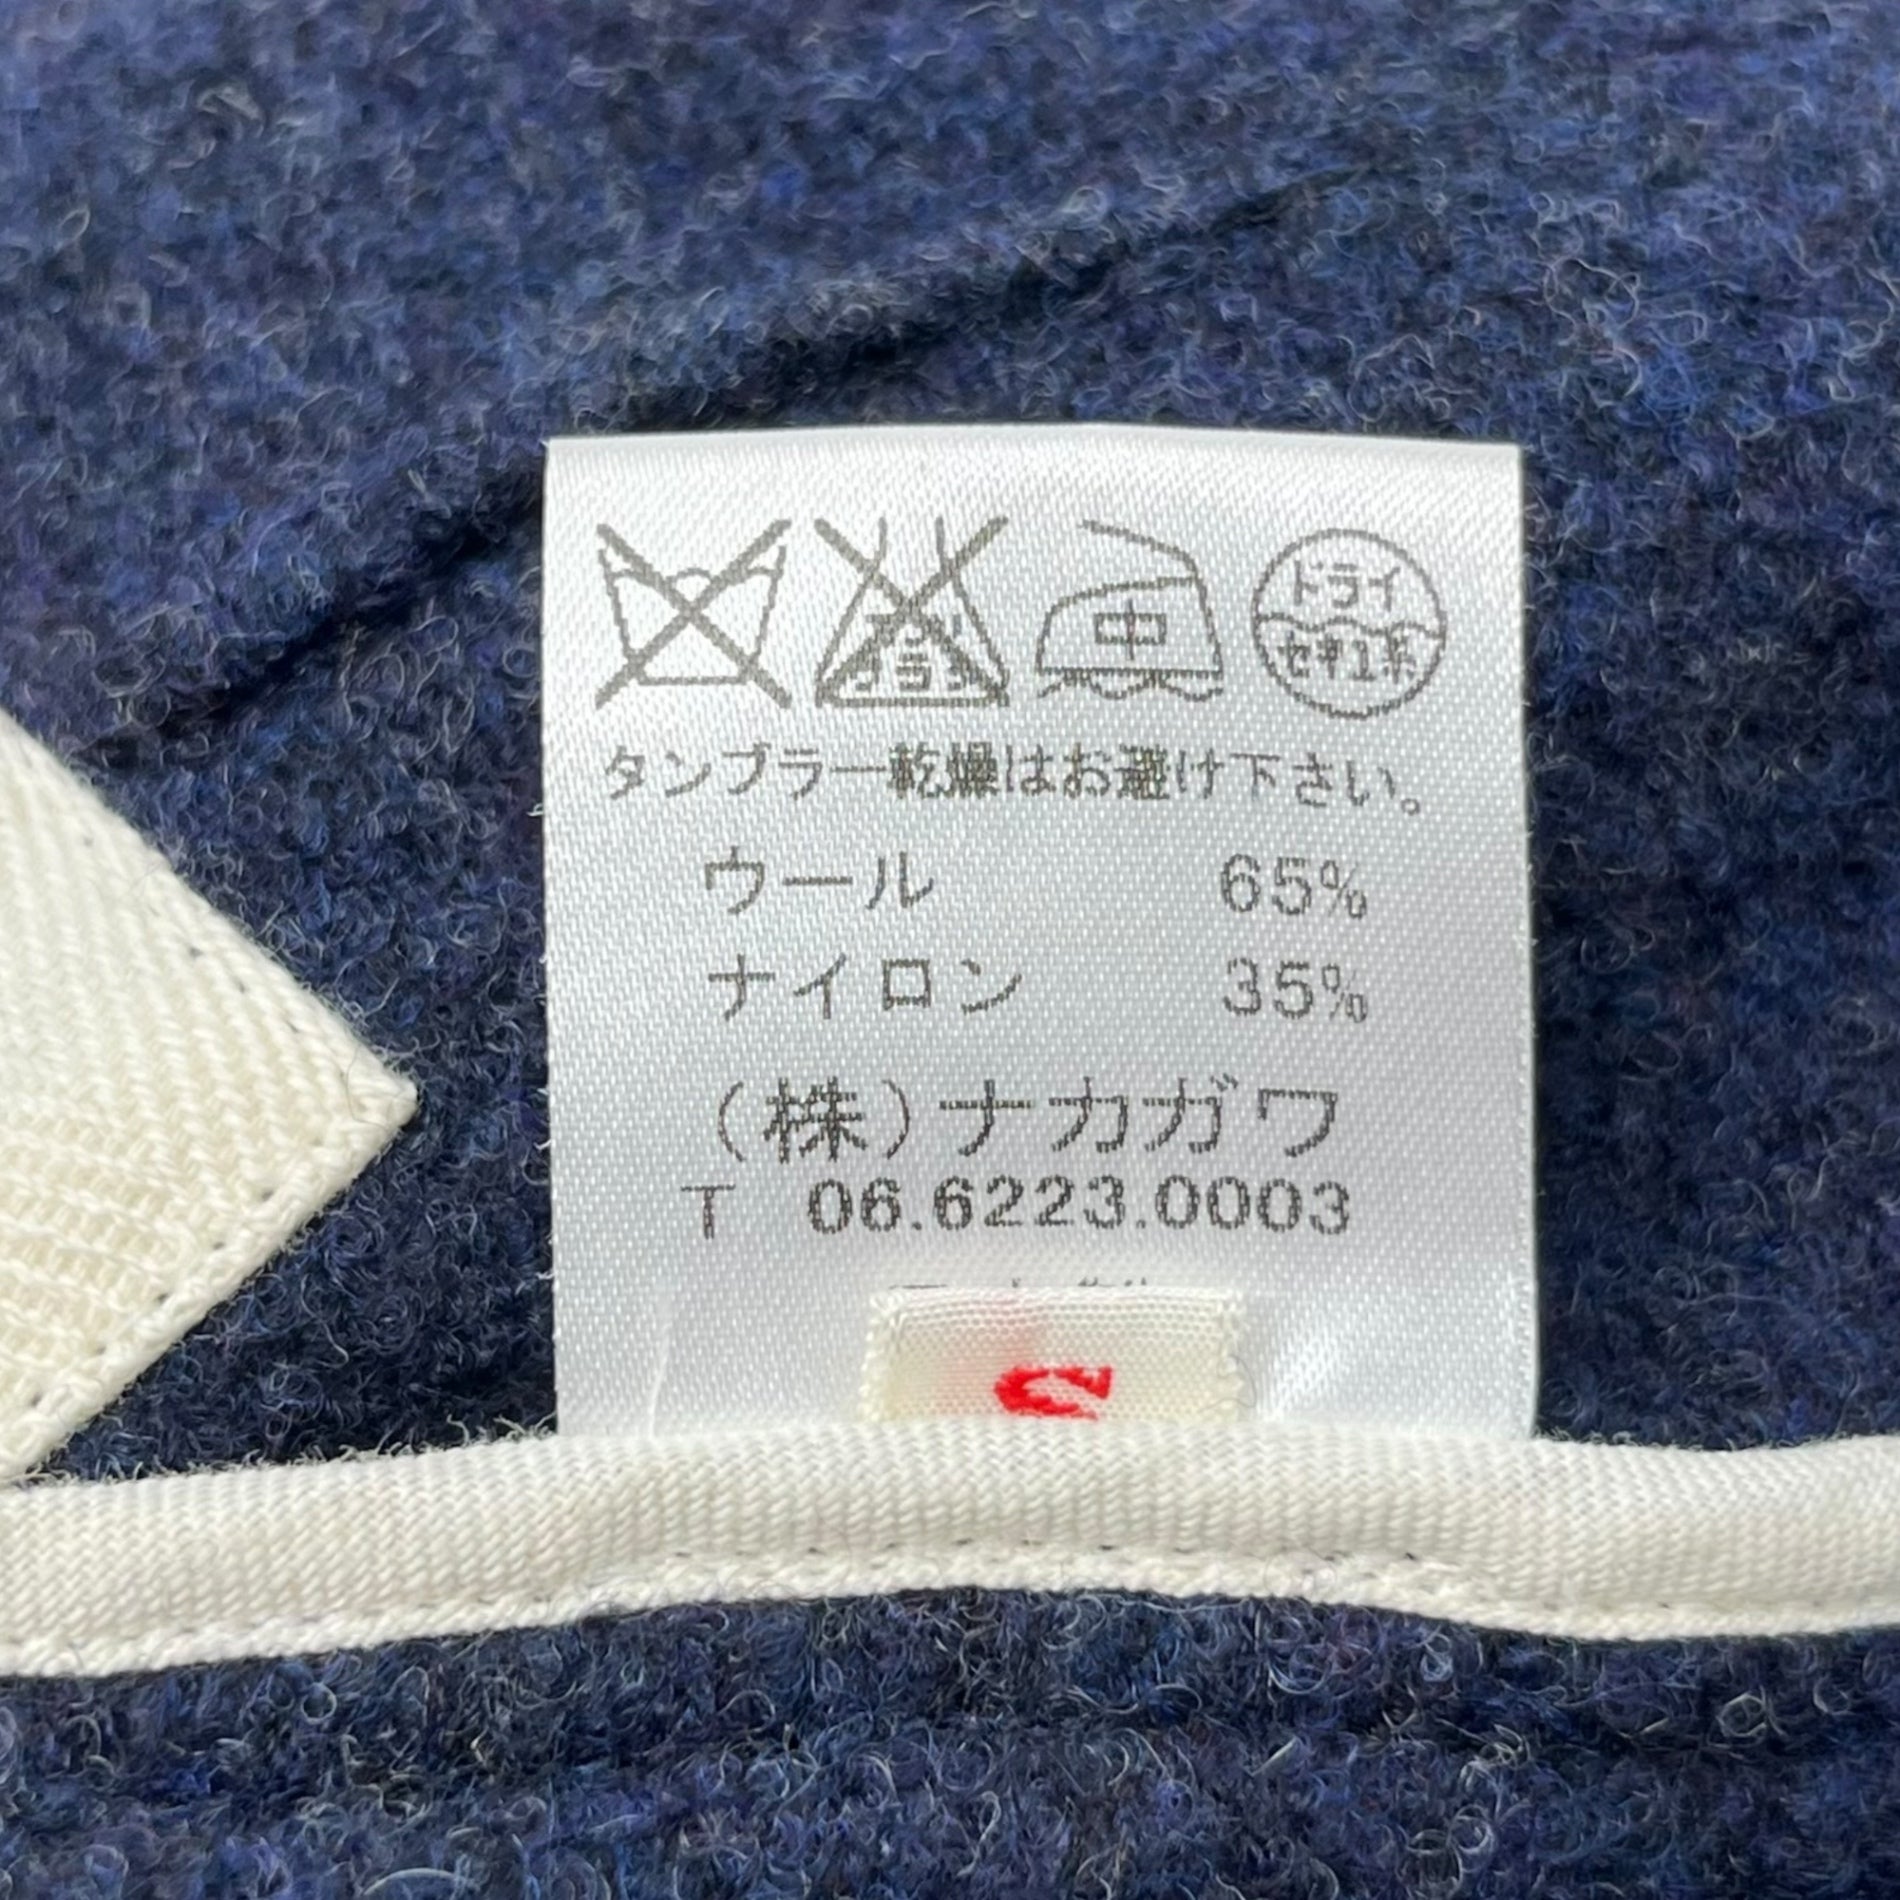 中
ドライ
セキユ系
タンブラー乾燥はお避け下さい。
ウール 65%
ナイロン 35%
(株)ナカガワ
T 06.6223.0003
S